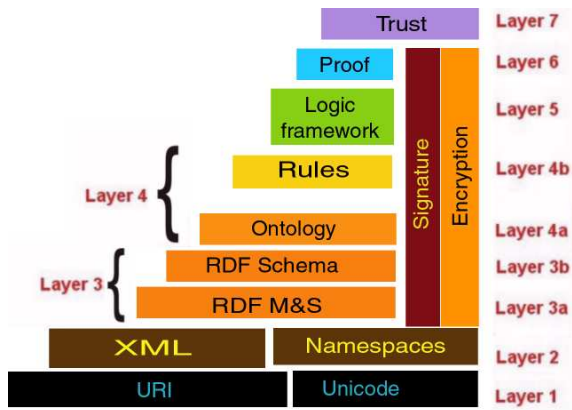 Trust
Layer 7
Proof
Layer 6
Logic
framework
Layer 5
Rules
Layer 4b
Layer 4
Signature
Encryption
Ontology
Layer 4a
RDF Schema
Layer 3b
Layer 3
RDF M&S
Layer 3a
XML
Namespaces
Layer 2
URI
Unicode
Layer 1